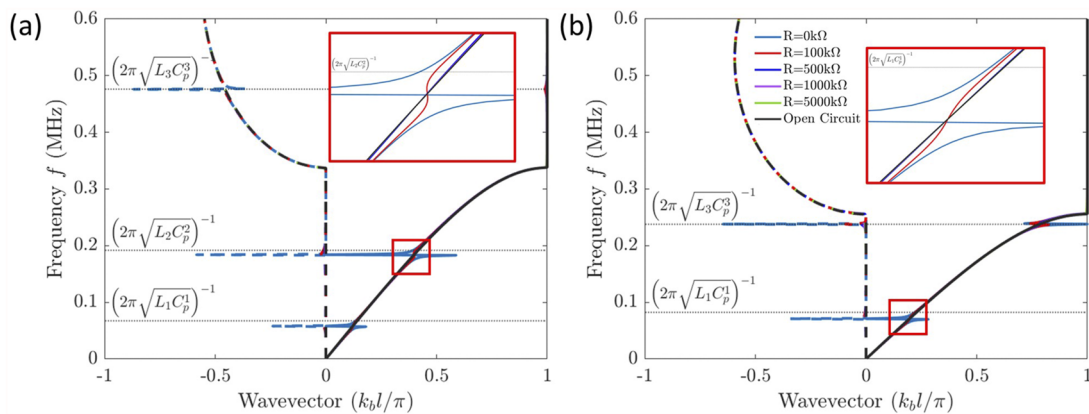 (a)
0.6
0.5
0.4
0.3
0.2
0.1
0
Frequency f (MHz)
(2π√L₃C_p³)⁻¹
(2π√L₂C_p²)⁻¹
(2π√L₁C_p¹)⁻¹
(2π√L₂C_p²)⁻¹
-1 -0.5 0 0.5 1
Wavevector (k_b l/π)
(b)
0.6
0.5
0.4
0.3
0.2
0.1
0
Frequency f (MHz)
R=0kΩ
R=100kΩ
R=500kΩ
R=1000kΩ
R=5000kΩ
Open Circuit
(2π√L₃C_p³)⁻¹
(2π√L₁C_p¹)⁻¹
-1 -0.5 0 0.5 1
Wavevector (k_b l/π)